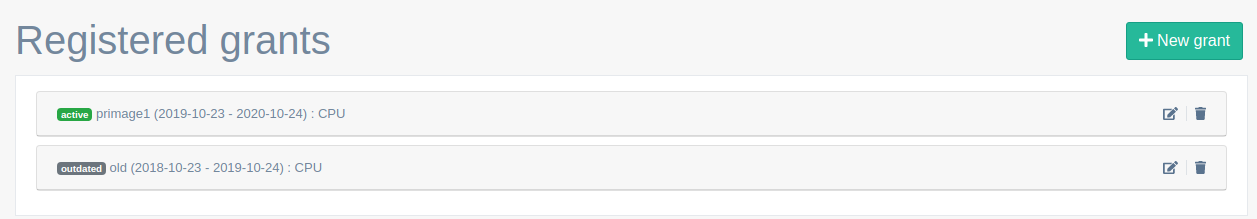 Registered grants
New grant
active primage1 (2019-10-23 - 2020-10-24) : CPU
outdated old (2018-10-23 - 2019-10-24) : CPU